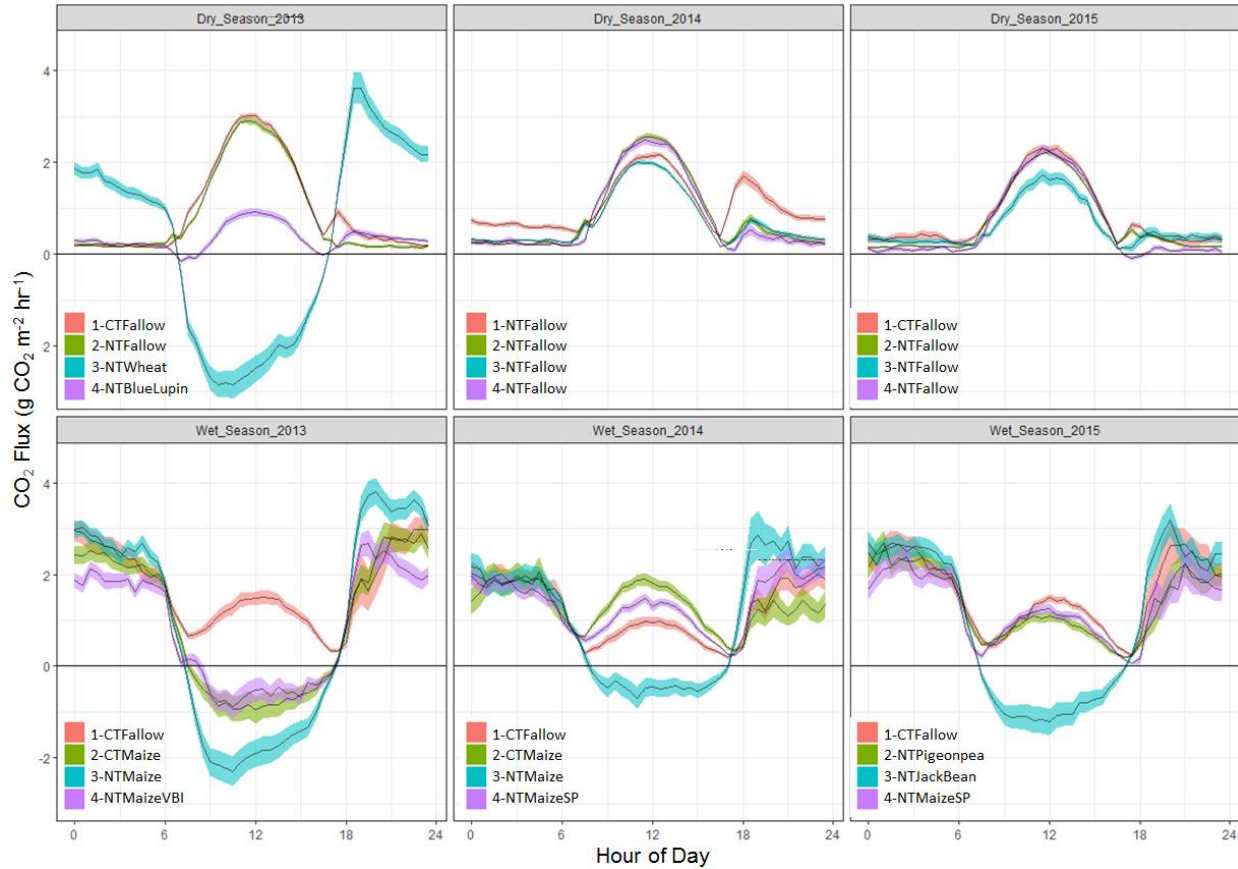 Dry_Season_2013
Dry_Season_2014
Dry_Season_2015
CO₂ Flux (g CO₂ m⁻² hr⁻¹)
4
2
0
2
1-CTFallow
2-NTFallow
3-NTWheat
4-NTBlueLupin
1-NTFallow
2-NTFallow
3-NTFallow
4-NTFallow
1-CTFallow
2-NTFallow
3-NTFallow
4-NTFallow
Wet_Season_2013
Wet_Season_2014
Wet_Season_2015
4
2
0
-2
1-CTFallow
2-CTMaize
3-NTMaize
4-NTMaizeVBI
1-CTFallow
2-CTMaize
3-NTMaize
4-NTMaizeSP
1-CTFallow
2-NTPigeonpea
3-NTJackBean
4-NTMaizeSP
0 6 12 18 24
0 6 12 18 24
0 6 12 18 24
Hour of Day